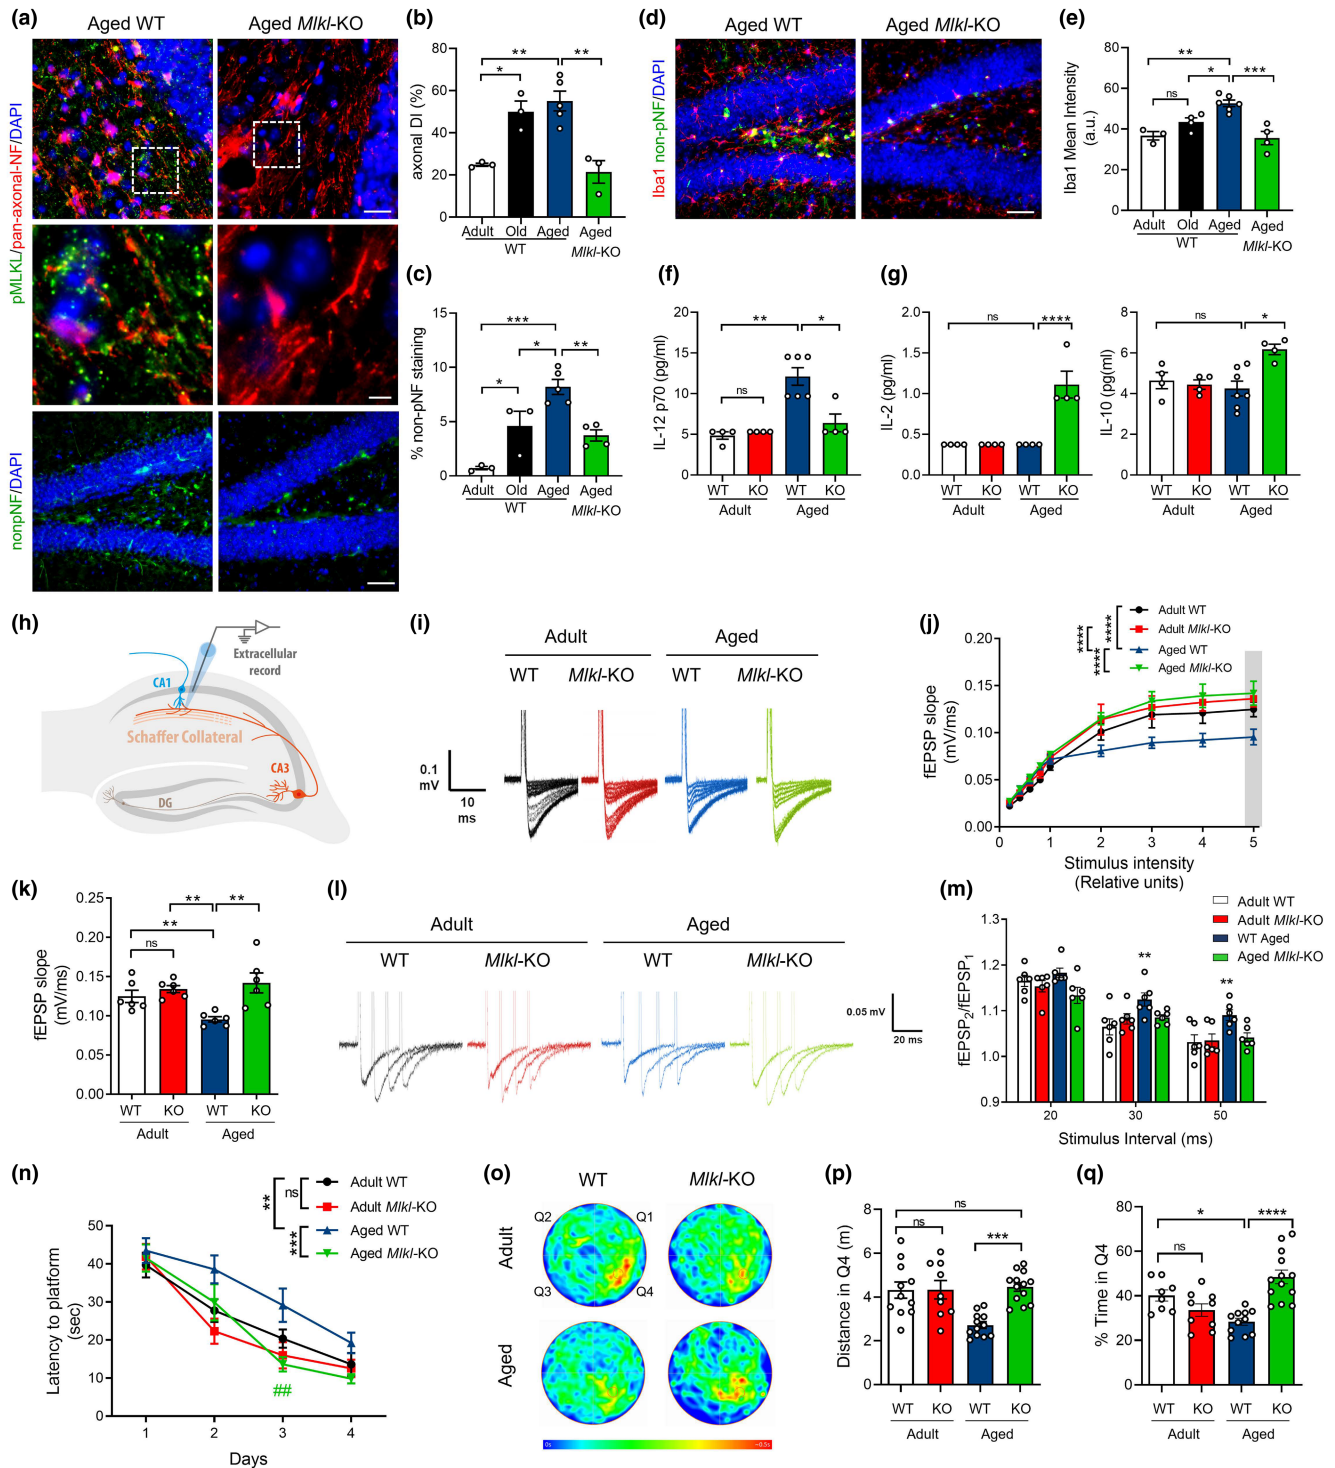 (a)
Aged WT
Aged Mlkl-KO
pMLKL/pan-axonal-NF/DAPI
nonpNF/DAPI
(b)
axonal DI (%)
80
60
40
20
0
** **
*
Adult Old Aged Aged
WT Mlkl-KO
(c)
% non-pNF staining
15
10
5
0
***
* **
*
Adult Old Aged Aged
WT Mlkl-KO
(d)
Aged WT
Aged Mlkl-KO
Iba1 non-pNF/DAPI
(e)
Iba1 Mean Intensity
(a.u.)
80
60
40
20
0
**
* ***
ns
Adult Old Aged Aged
WT Mlkl-KO
(f)
IL-12 p70 (pg/ml)
20
15
10
5
0
** *
ns
WT KO WT KO
Adult Aged
(g)
IL-2 (pg/ml)
2.0
1.5
1.0
0.5
0.0
ns ****
WT KO WT KO
Adult Aged
IL-10 (pg/ml)
8
6
4
2
0
ns *
WT KO WT KO
Adult Aged
(h)
Extracellular
record
CA1
Schaffer Collateral
CA3
DG
(i)
Adult Aged
WT Mlkl-KO WT Mlkl-KO
0.1
mV
10
ms
(j)
Adult WT
Adult Mlkl-KO
Aged WT
Aged Mlkl-KO
****
****
****
fEPSP slope
(mV/ms)
0.20
0.15
0.10
0.05
0.00
0 1 2 3 4 5
Stimulus intensity
(Relative units)
(k)
fEPSP slope
(mV/ms)
0.25
0.20
0.15
0.10
0.05
0.00
** **
**
ns
WT KO WT KO
Adult Aged
(l)
Adult Aged
WT Mlkl-KO WT Mlkl-KO
0.05 mV
20 ms
(m)
Adult WT
Adult Mlkl-KO
WT Aged
Aged Mlkl-KO
fEPSP2/fEPSP1
1.3
1.2
1.1
1.0
0.9
**
**
20 30 50
Stimulus Interval (ms)
(n)
Adult WT
Adult Mlkl-KO
Aged WT
Aged Mlkl-KO
ns
**
***
Latency to platform
(sec)
50
40
30
20
10
0
##
1 2 3 4
Days
(o)
WT Mlkl-KO
Adult
Aged
Q2 Q1
Q3 Q4
0s ~0.5s
(p)
Distance in Q4 (m)
8
6
4
2
0
ns
ns ***
WT KO WT KO
Adult Aged
(q)
% Time in Q4
80
60
40
20
0
* ****
ns
WT KO WT KO
Adult Aged